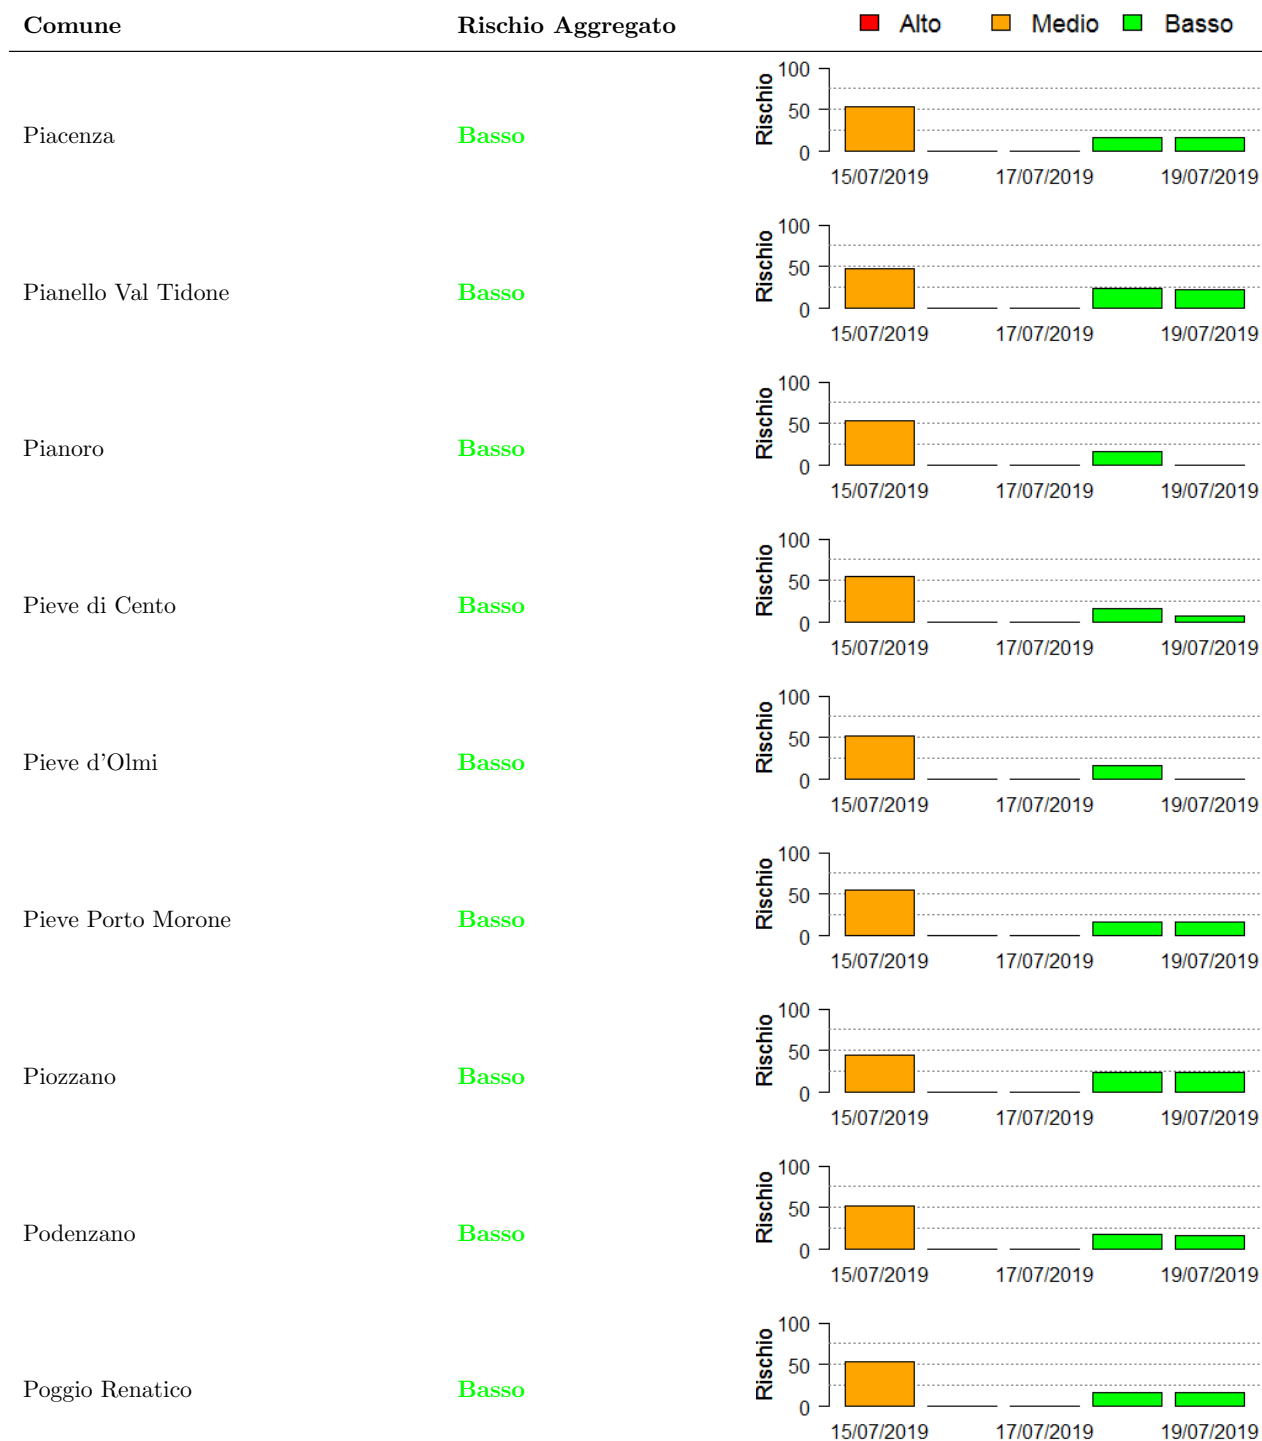 Comune Rischio Aggregato Alto Medio Basso
100
50
0
Rischio
Piacenza Basso
15/07/2019 17/07/2019 19/07/2019
100
50
0
Rischio
Pianello Val Tidone Basso
15/07/2019 17/07/2019 19/07/2019
100
50
0
Rischio
Pianoro Basso
15/07/2019 17/07/2019 19/07/2019
100
50
0
Rischio
Pieve di Cento Basso
15/07/2019 17/07/2019 19/07/2019
100
50
0
Rischio
Pieve d'Olmi Basso
15/07/2019 17/07/2019 19/07/2019
100
50
0
Rischio
Pieve Porto Morone Basso
15/07/2019 17/07/2019 19/07/2019
100
50
0
Rischio
Piozzano Basso
15/07/2019 17/07/2019 19/07/2019
100
50
0
Rischio
Podenzano Basso
15/07/2019 17/07/2019 19/07/2019
100
50
0
Rischio
Poggio Renatico Basso
15/07/2019 17/07/2019 19/07/2019